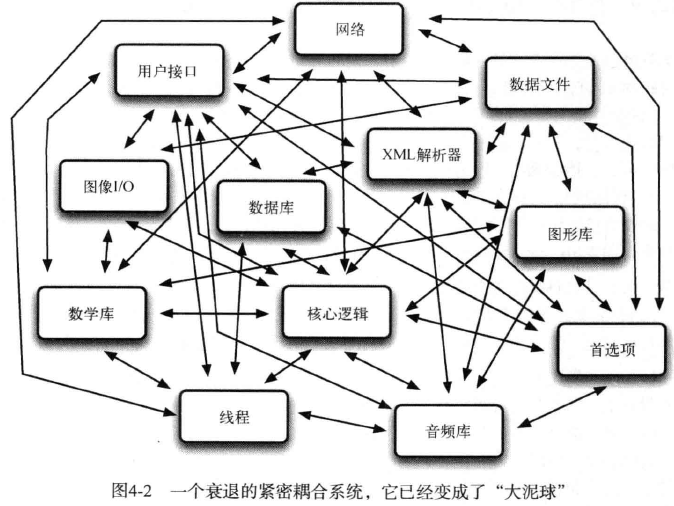 网络
用户接口
数据文件
XML解析器
图像I/O
数据库
图形库
数学库
核心逻辑
首选项
线程
音频库
图4-2 一个衰退的紧密耦合系统，它已经变成了“大泥球”